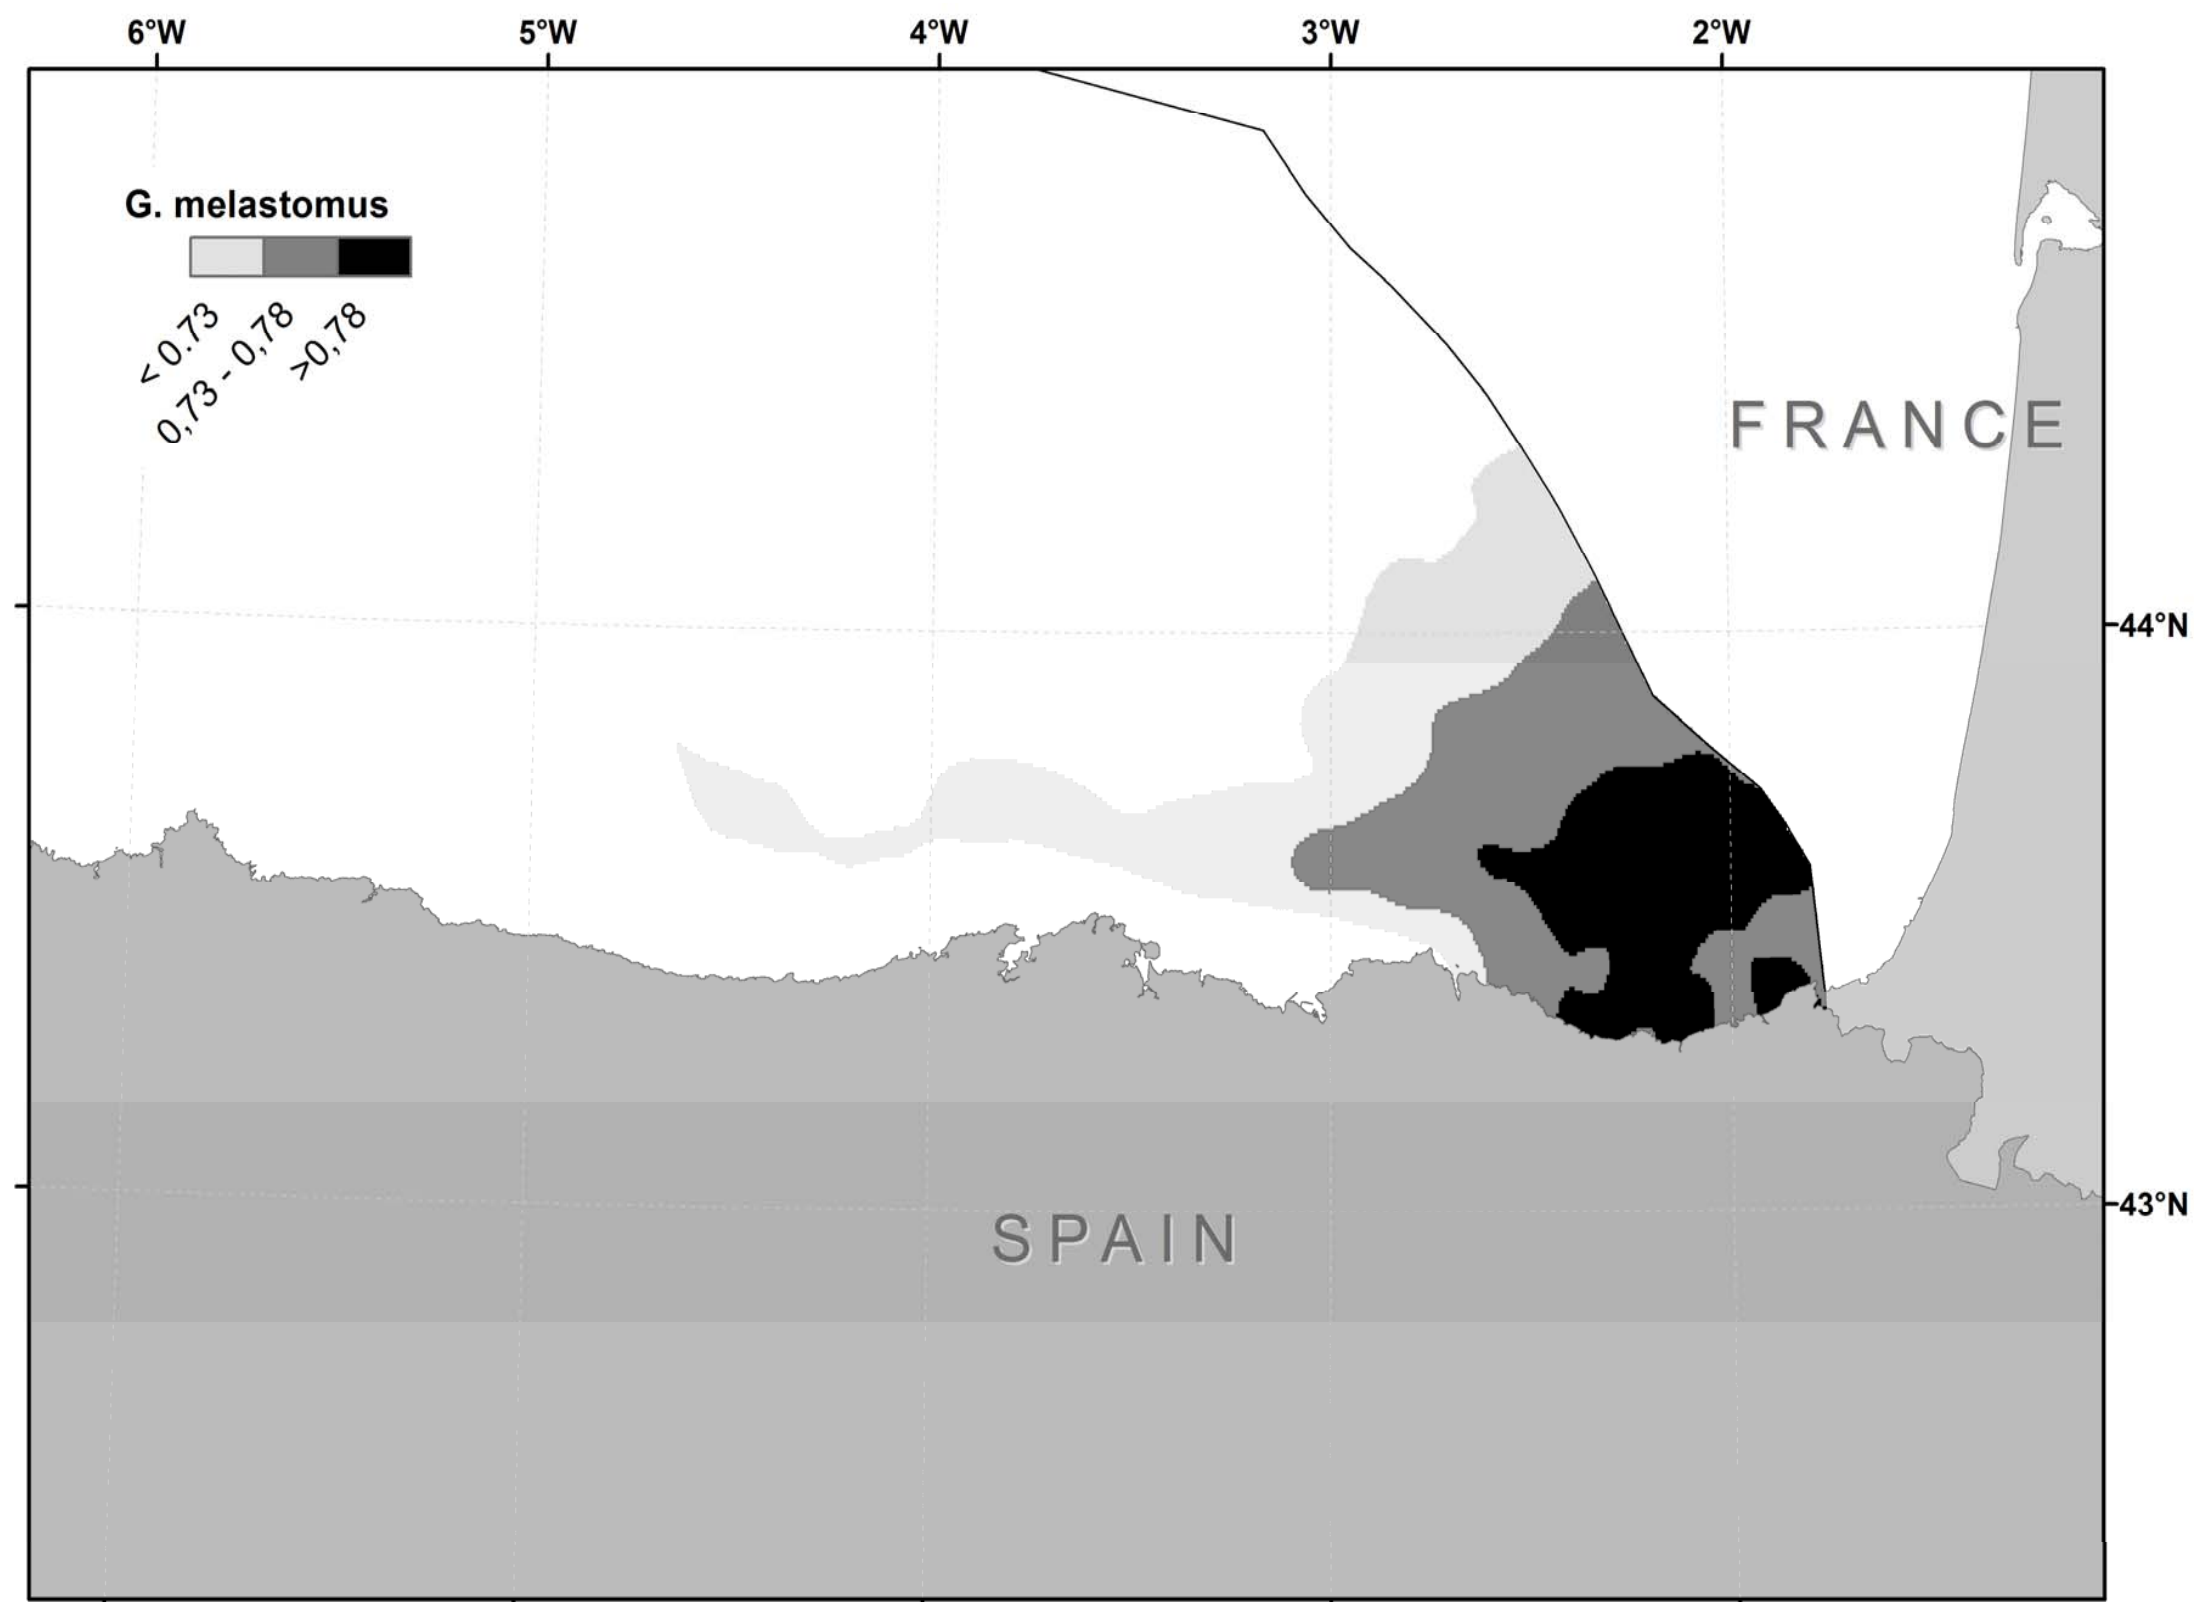 6°W 5°W 4°W 3°W 2°W
G. melastomus
< 0.73
0,73 - 0,78
>0,78
FRANCE
44°N
43°N
SPAIN